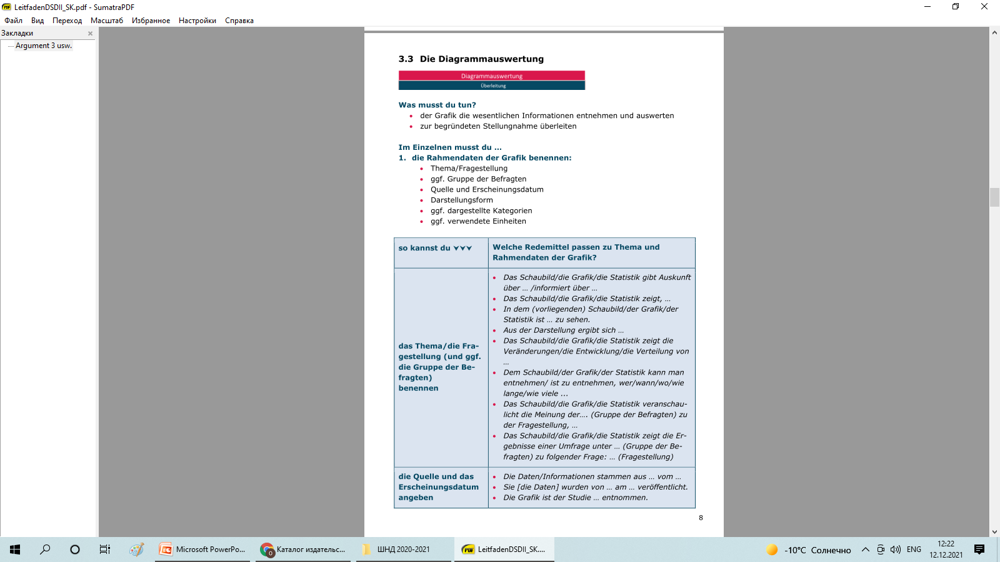 LeitfadenDSDII_SK.pdf - SumatraPDF
Файл Вид Переход Масштаб Избранное Настройки Справка
Закладки
Argument 3 usw.
3.3 Die Diagrammauswertung
Diagrammauswertung
Überleitung
Was musst du tun?
• der Grafik die wesentlichen Informationen entnehmen und auswerten
• zur begründeten Stellungnahme überleiten
Im Einzelnen musst du ...
1. die Rahmendaten der Grafik benennen:
• Thema/Fragestellung
• ggf. Gruppe der Befragten
• Quelle und Erscheinungsdatum
• Darstellungsform
• ggf. dargestellte Kategorien
• ggf. verwendete Einheiten
so kannst du
Welche Redemittel passen zu Thema und
Rahmendaten der Grafik?
das Thema/die Fra-
gestellung (und ggf.
die Gruppe der Be-
fragten)
benennen
• Das Schaubild/die Grafik/die Statistik gibt Auskunft
über … /informiert über …
• Das Schaubild/die Grafik/die Statistik zeigt, …
• In dem (vorliegenden) Schaubild/der Grafik/der
Statistik ist … zu sehen.
• Aus der Darstellung ergibt sich …
• Das Schaubild/die Grafik/die Statistik zeigt die
Veränderungen/die Entwicklung/die Verteilung von
…
• Dem Schaubild/der Grafik/der Statistik kann man
entnehmen/ ist zu entnehmen, wer/wann/wo/wie
lange/wie viele ...
• Das Schaubild/die Grafik/die Statistik veranschau-
licht die Meinung der…. (Gruppe der Befragten) zu
der Fragestellung, …
• Das Schaubild/die Grafik/die Statistik zeigt die Er-
gebnisse einer Umfrage unter … (Gruppe der Be-
fragten) zu folgender Frage: … (Fragestellung)
die Quelle und das
Erscheinungsdatum
angeben
• Die Daten/Informationen stammen aus … vom …
• Sie [die Daten] wurden von … am … veröffentlicht.
• Die Grafik ist der Studie … entnommen.
8
Microsoft PowerPo...
Каталог издательс...
ШНД 2020-2021
LeitfadenDSDII_SK....
-10°C Солнечно
ENG
12:22
12.12.2021